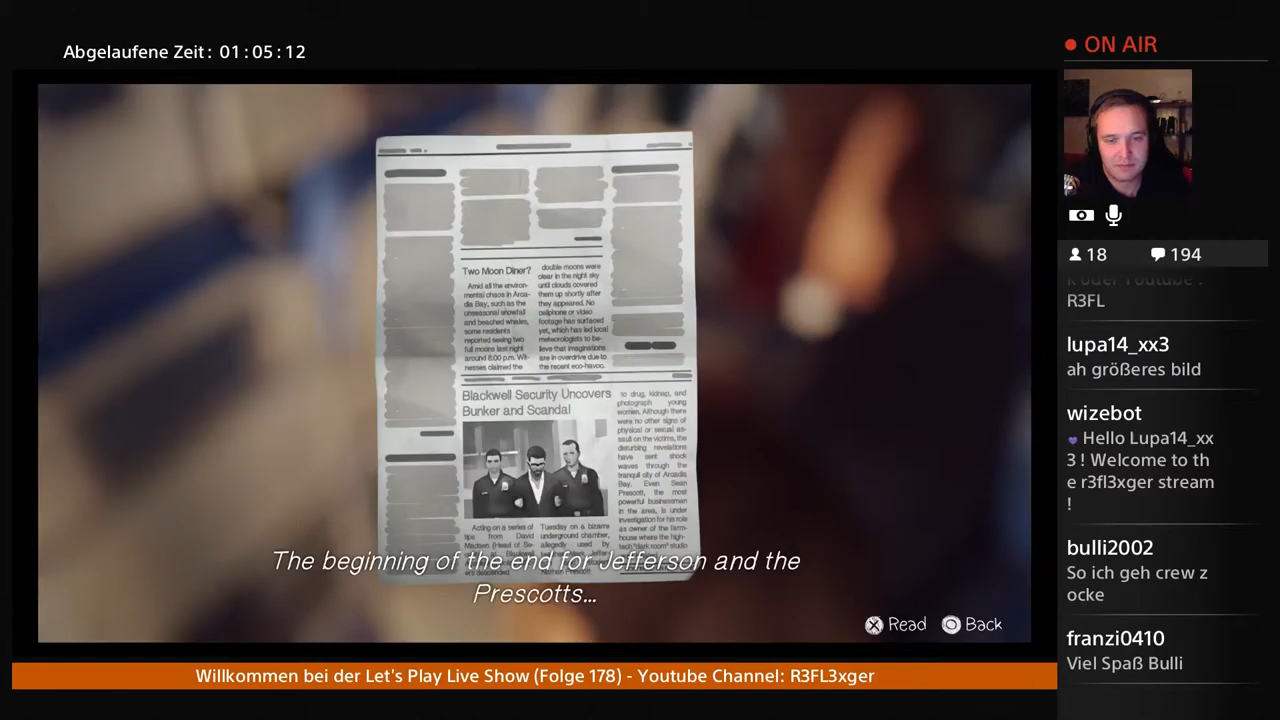 Abgelaufene Zeit: 01:05:12
ON AIR
18
194
R3FL
lupa14_xx3
ah größeres bild
wizebot
Hello Lupa14_xx
3 ! Welcome to th
e r3fl3xger stream
!
bulli2002
So ich geh crew z
ocke
franzi0410
Viel Spaß Bulli
Two Moon Diner?
Amid all the environ-
mental chaos in Arca-
dia Bay, such as the
unseasonal snowfall
and beached whales,
some residents
reported seeing two
full moons last night
around 8:00 p.m. Wit-
nesses claimed the
double moons were
clear in the night sky
until clouds covered
them up shortly after
they appeared. No
cellphone or video
footage has surfaced
yet, which has led local
meteorologists to be-
lieve that imaginations
are in overdrive due to
the recent eco-havoc.
Blackwell Security Uncovers
Bunker and Scandal
Acting on a series of
tips from David
Madsen (Head of Se-
Tuesday on a bizarre
underground chamber,
allegedly used by
to drug, kidnap, and
photograph young
women. Although there
were no other signs of
physical or sexual as-
sault on the victims, the
disturbing revelations
have sent shock
waves through the
tranquil city of Arcadia
Bay. Even Sean
Prescott, the most
powerful businessman
in the area, is under
investigation for his role
as owner of the farm-
house where the high-
tech "dark room" studio
The beginning of the end for Jefferson and the
Prescotts...
Read
Back
Willkommen bei der Let's Play Live Show (Folge 178) - Youtube Channel: R3FL3xger